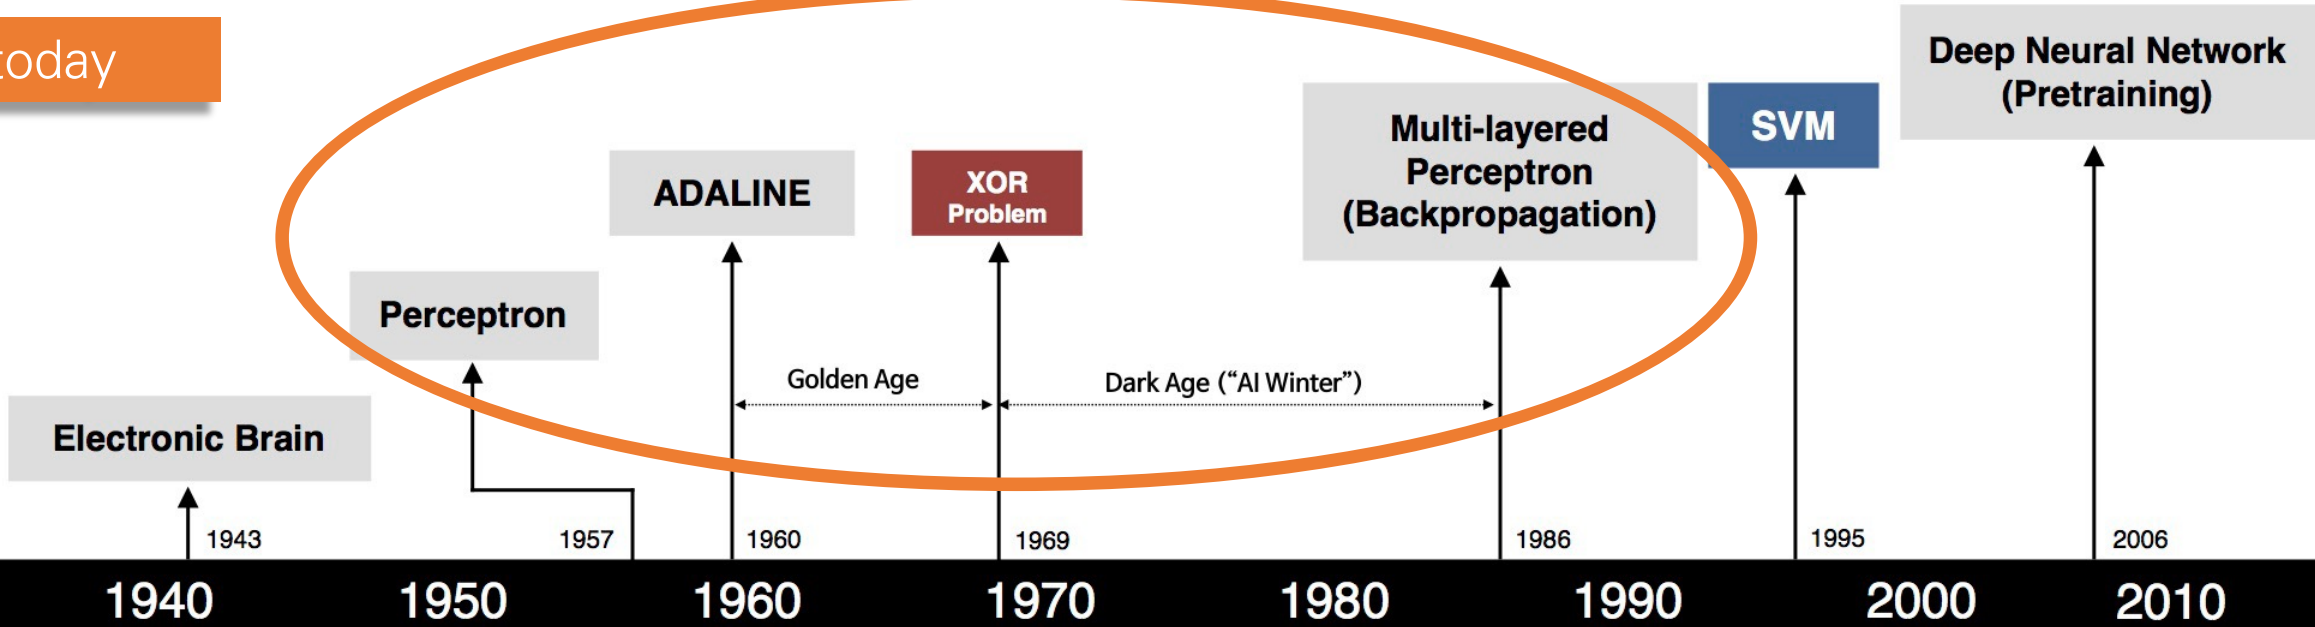 today
Deep Neural Network
(Pretraining)
Multi-layered
Perceptron
(Backpropagation)
SVM
ADALINE
XOR
Problem
Perceptron
Golden Age
Dark Age (“AI Winter”)
Electronic Brain
1943
1957
1960
1969
1986
1995
2006
1940
1950
1960
1970
1980
1990
2000
2010